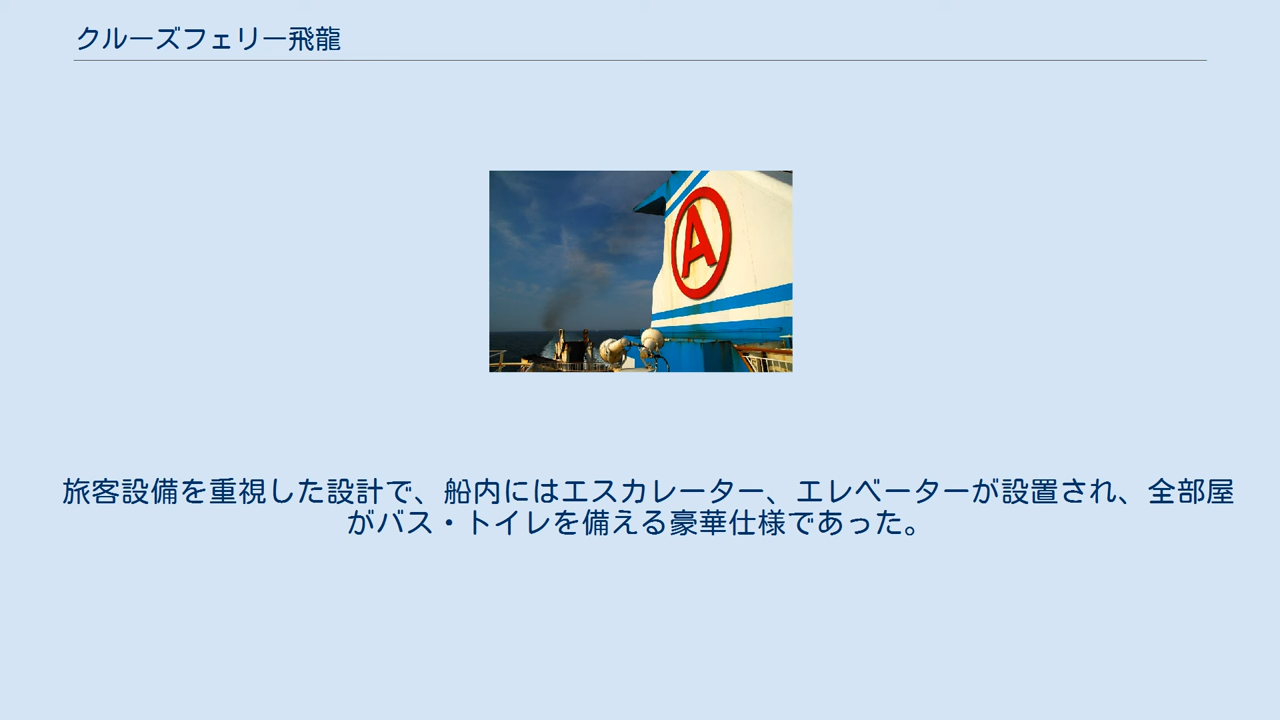 クルーズフェリー飛龍
A
旅客設備を重視した設計で、船内にはエスカレーター、エレベーターが設置され、全部屋
がバス・トイレを備える豪華仕様であった。